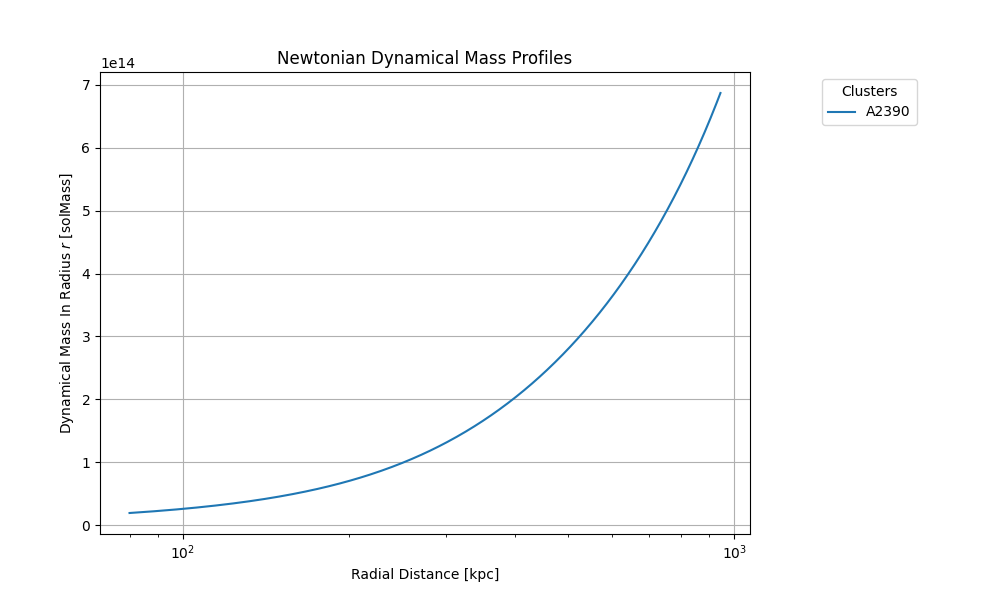 Newtonian Dynamical Mass Profiles
1e14
7
6
5
4
3
2
1
0
Dynamical Mass In Radius r [solMass]
10²
10³
Radial Distance [kpc]
Clusters
A2390